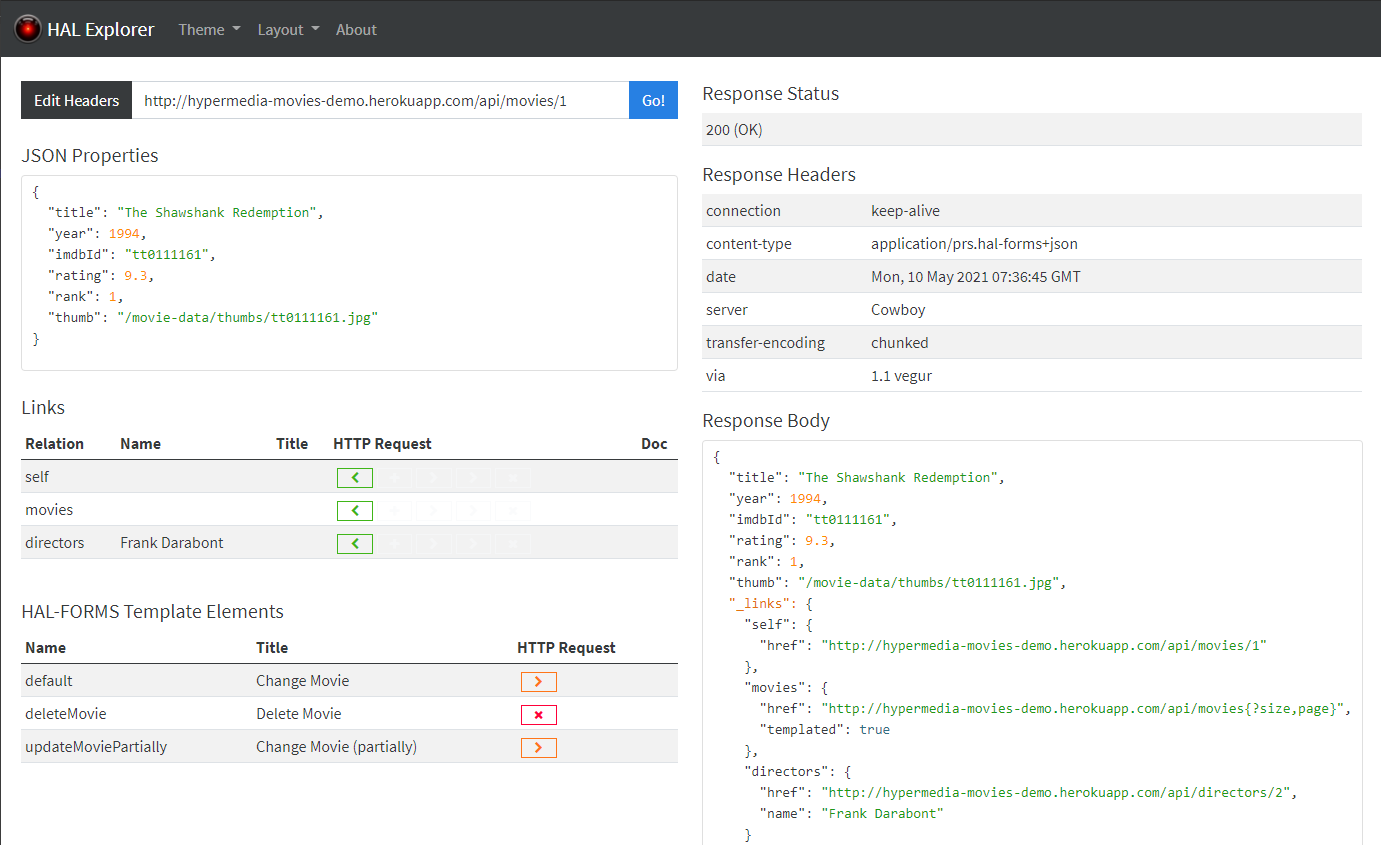 HAL Explorer Theme Layout About
Edit Headers http://hypermedia-movies-demo.herokuapp.com/api/movies/1 Go!
JSON Properties
{
"title": "The Shawshank Redemption",
"year": 1994,
"imdbId": "tt0111161",
"rating": 9.3,
"rank": 1,
"thumb": "/movie-data/thumbs/tt0111161.jpg"
}
Links
Relation Name Title HTTP Request Doc
self
movies
directors Frank Darabont
HAL-FORMS Template Elements
Name Title HTTP Request
default Change Movie
deleteMovie Delete Movie
updateMoviePartially Change Movie (partially)
Response Status
200 (OK)
Response Headers
connection keep-alive
content-type application/prs.hal-forms+json
date Mon, 10 May 2021 07:36:45 GMT
server Cowboy
transfer-encoding chunked
via 1.1 vegur
Response Body
{
"title": "The Shawshank Redemption",
"year": 1994,
"imdbId": "tt0111161",
"rating": 9.3,
"rank": 1,
"thumb": "/movie-data/thumbs/tt0111161.jpg",
"_links": {
"self": {
"href": "http://hypermedia-movies-demo.herokuapp.com/api/movies/1"
},
"movies": {
"href": "http://hypermedia-movies-demo.herokuapp.com/api/movies{?size,page}",
"templated": true
},
"directors": {
"href": "http://hypermedia-movies-demo.herokuapp.com/api/directors/2",
"name": "Frank Darabont"
}